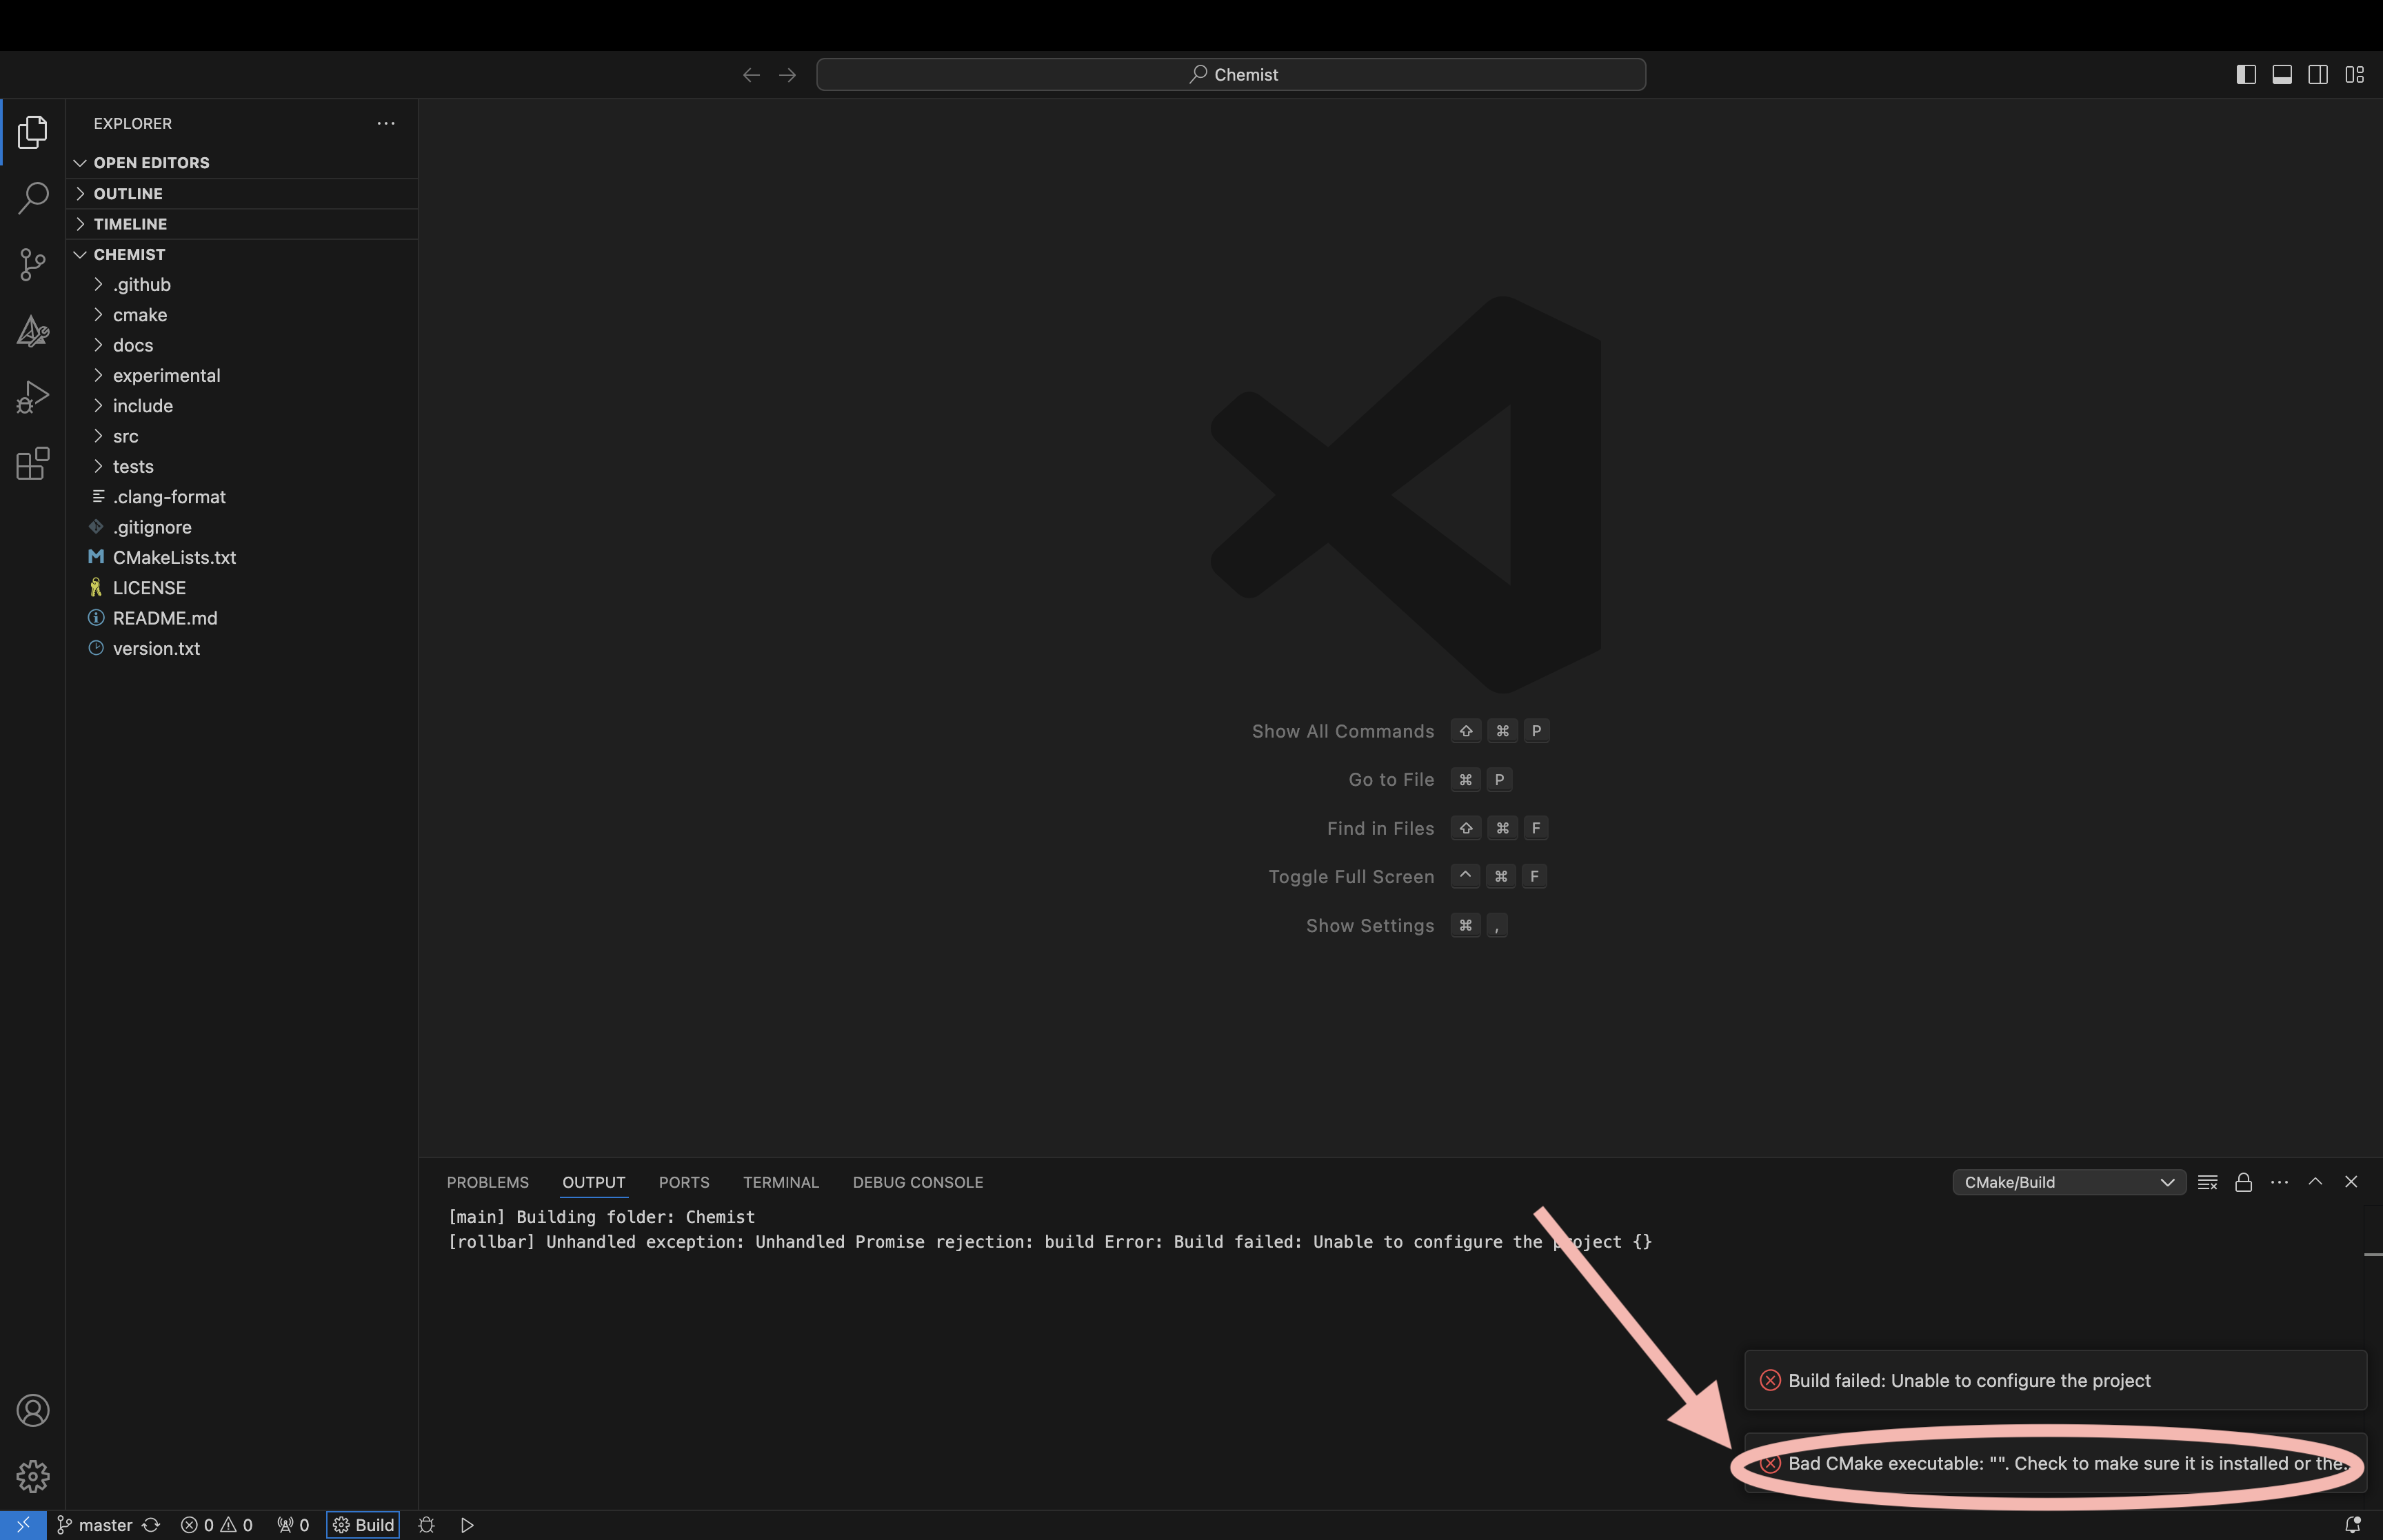 Chemist
EXPLORER
OPEN EDITORS
OUTLINE
TIMELINE
CHEMIST
.github
cmake
docs
experimental
include
src
tests
.clang-format
.gitignore
CMakeLists.txt
LICENSE
README.md
version.txt
Show All Commands ⇧ ⌘ P
Go to File ⌘ P
Find in Files ⇧ ⌘ F
Toggle Full Screen ^ ⌘ F
Show Settings ⌘ ,
PROBLEMS OUTPUT PORTS TERMINAL DEBUG CONSOLE CMake/Build
[main] Building folder: Chemist
[rollbar] Unhandled exception: Unhandled Promise rejection: build Error: Build failed: Unable to configure the project {}
Build failed: Unable to configure the project
Bad CMake executable: "". Check to make sure it is installed or the...
master 0 0 0 Build